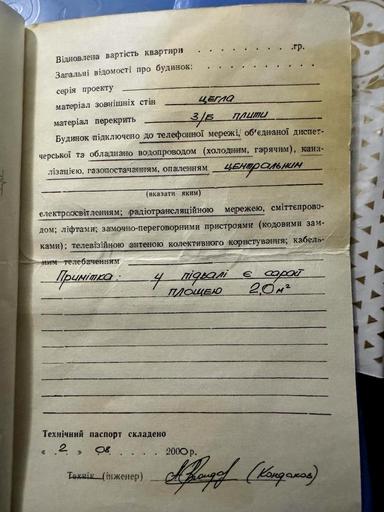 Відновлена вартість квартири . . . . . . . .гр.
Загальні відомості про будинок: . . . . . . . .
серія проекту
матеріал зовнішніх стін цегла
матеріал перекрить З/Б плити
Будинок підключено до телефонної мережі, об'єднаної диспет-
черської та обладнано водопроводом (холодним, гарячим), кана-
лізацією, газопостачанням, опаленням центральним
(вказати яким)
електроосвітленням; радіотрансляційною мережею, сміттєпрово-
дом; ліфтами; замочно-переговорними пристроями (кодовими зам-
ками); телевізійною антеною колективного користування; кабель-
ним телебаченням
Примітка: у підвалі є сарай
площею 2,0 м²
Технічний паспорт складено
« 2 » 08 . . . . 2000 р.
Технік (інженер) (Кондаков)